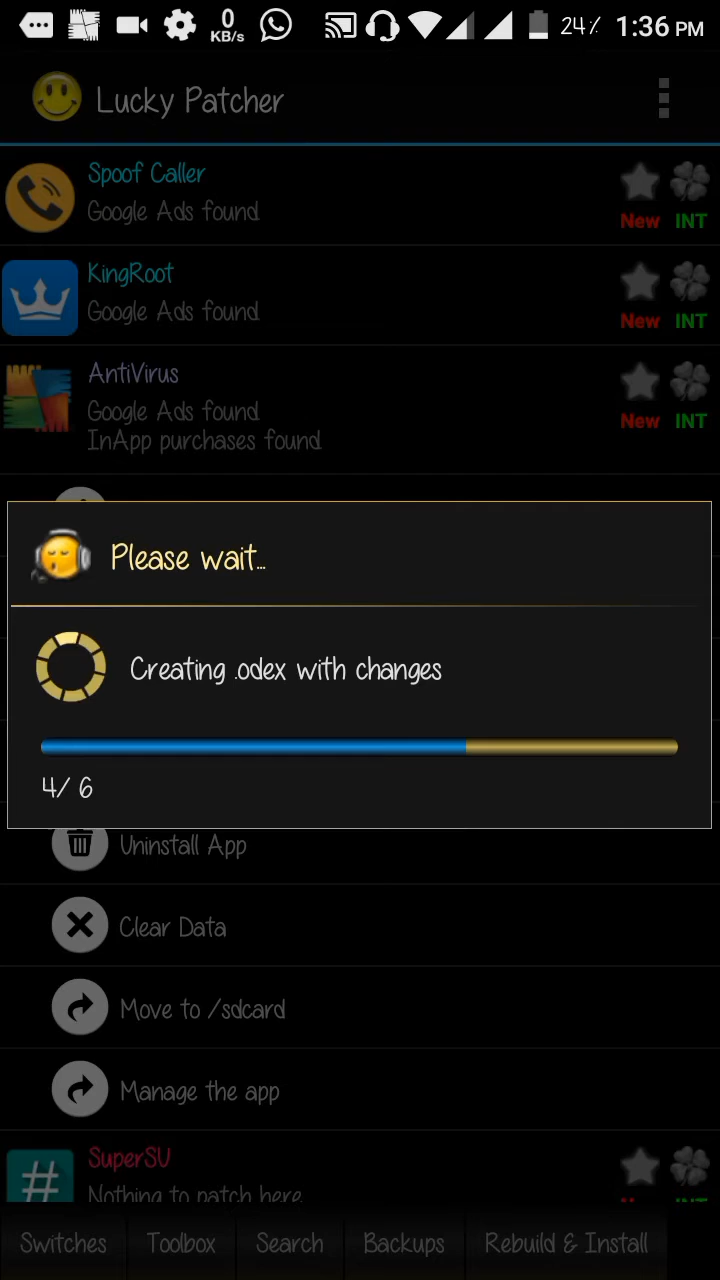 0
KB/s
24%
1:36 PM
Lucky Patcher
Spoof Caller
Google Ads found
New INT
KingRoot
Google Ads found
New INT
AntiVirus
Google Ads found
InApp purchases found
New INT
Please wait...
Creating .odex with changes
4/ 6
Uninstall App
Clear Data
Move to /sdcard
Manage the app
SuperSU
Nothing to patch here
Switches
Toolbox
Search
Backups
Rebuild & Install